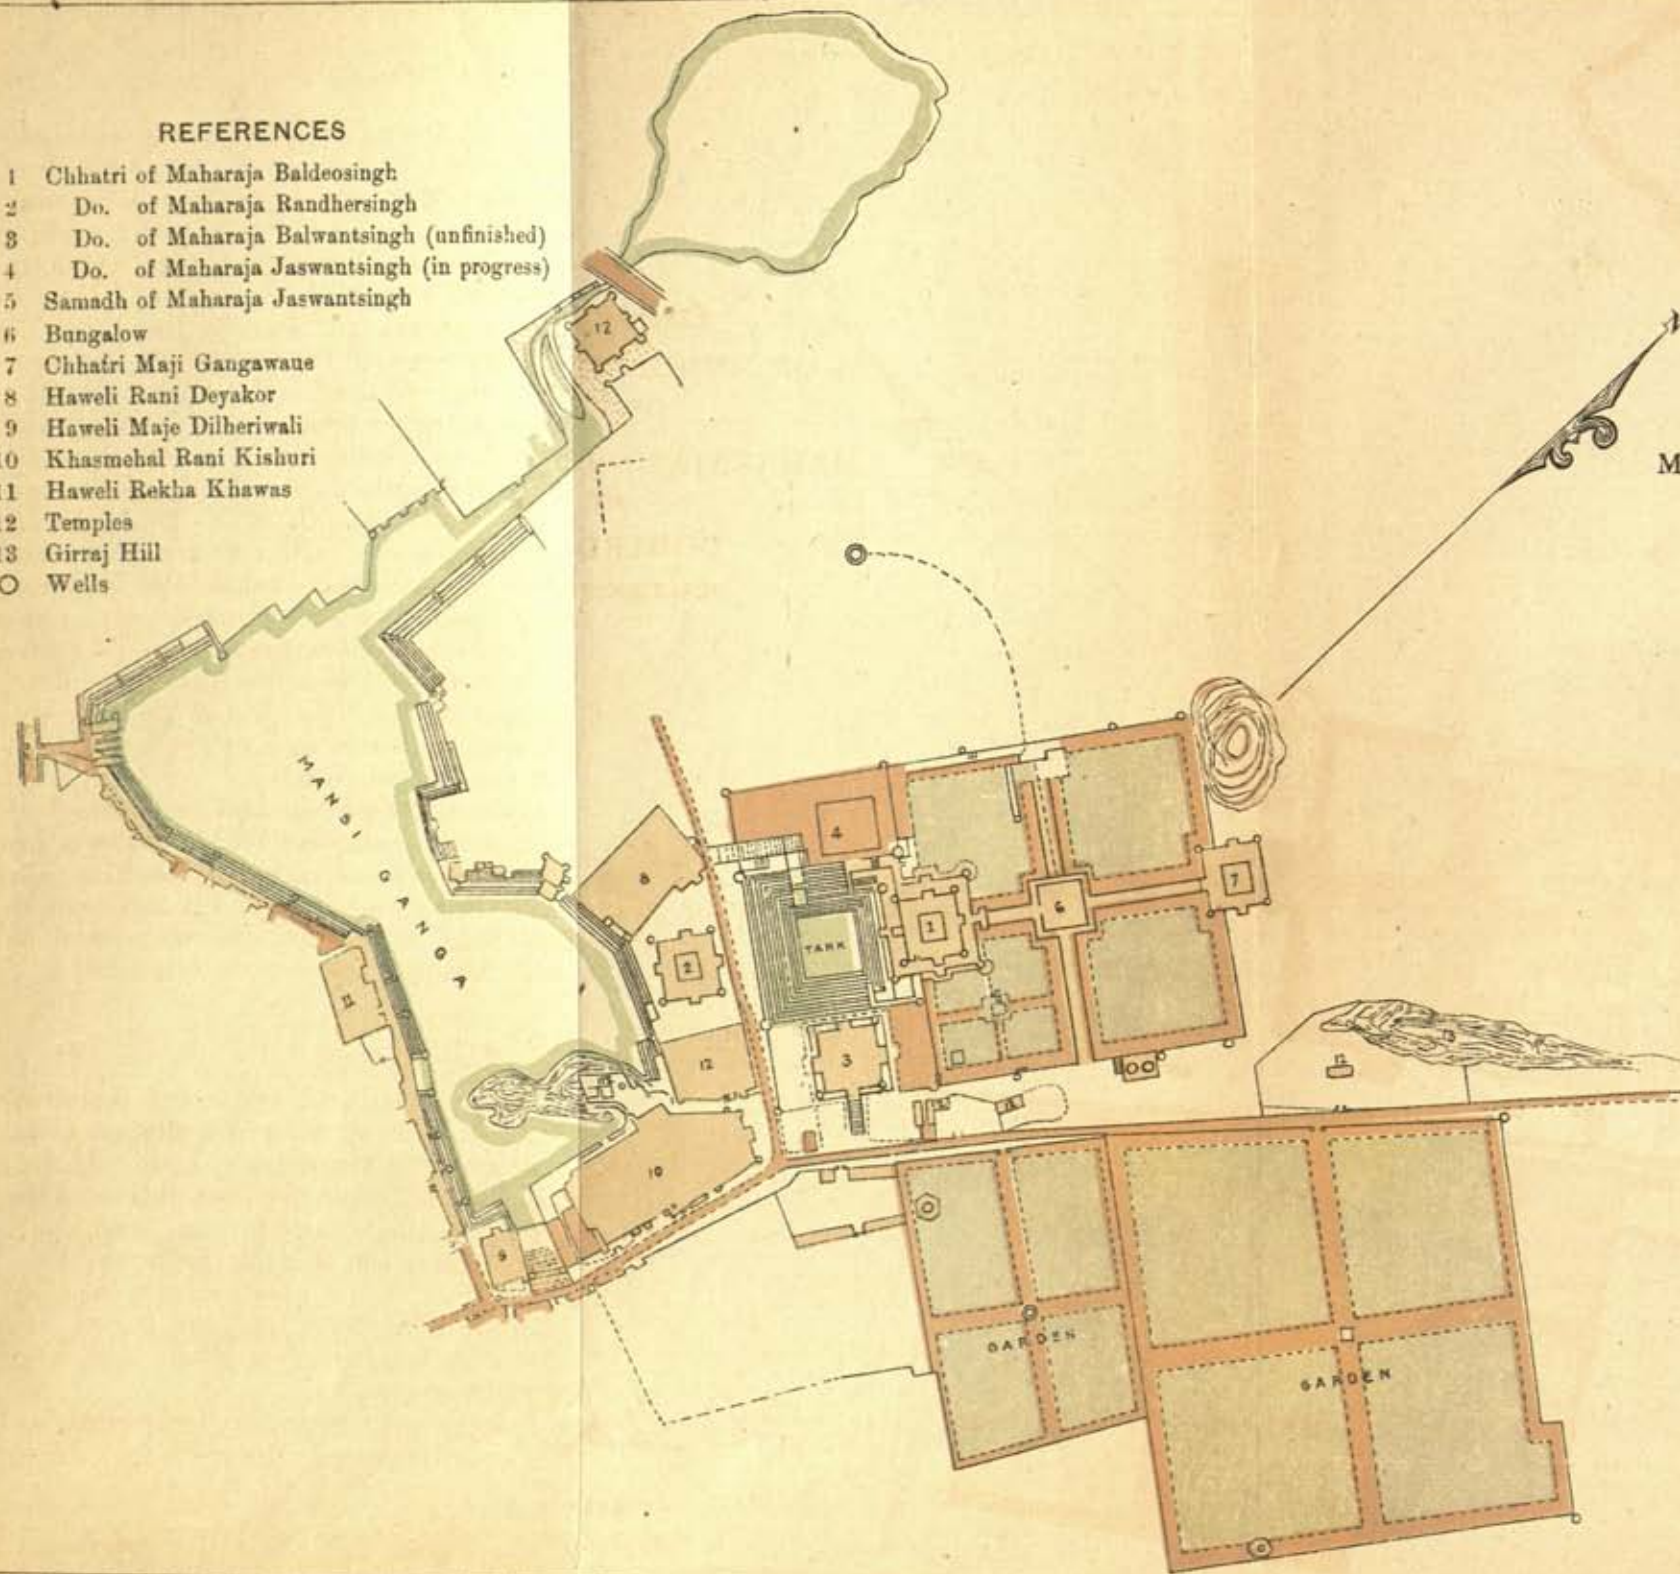 REFERENCES
1 Chhatri of Maharaja Baldeosingh
2 Do. of Maharaja Randhersingh
3 Do. of Maharaja Balwantsingh (unfinished)
4 Do. of Maharaja Jaswantsingh (in progress)
5 Samadh of Maharaja Jaswantsingh
6 Bungalow
7 Chhatri Maji Gangawaue
8 Haweli Rani Deyakor
9 Haweli Maje Dilheriwali
10 Khasmehal Rani Kishuri
11 Haweli Rekha Khawas
12 Temples
13 Girraj Hill
O Wells
12
M
MANSI GANGA
4
8
7
6
1
TANK
2
11
3
12
12
10
9
GARDEN
GARDEN